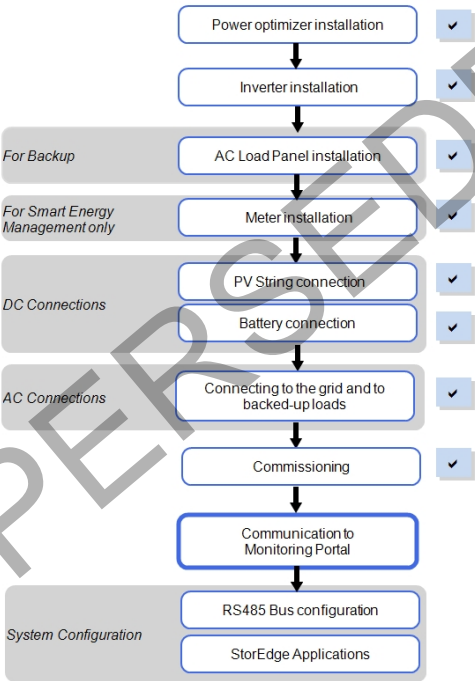 Power optimizer installation
Inverter installation
For Backup
AC Load Panel installation
For Smart Energy
Management only
Meter installation
DC Connections
PV String connection
Battery connection
AC Connections
Connecting to the grid and to
backed-up loads
Commissioning
Communication to
Monitoring Portal
System Configuration
RS485 Bus configuration
StorEdge Applications
PERSEDE